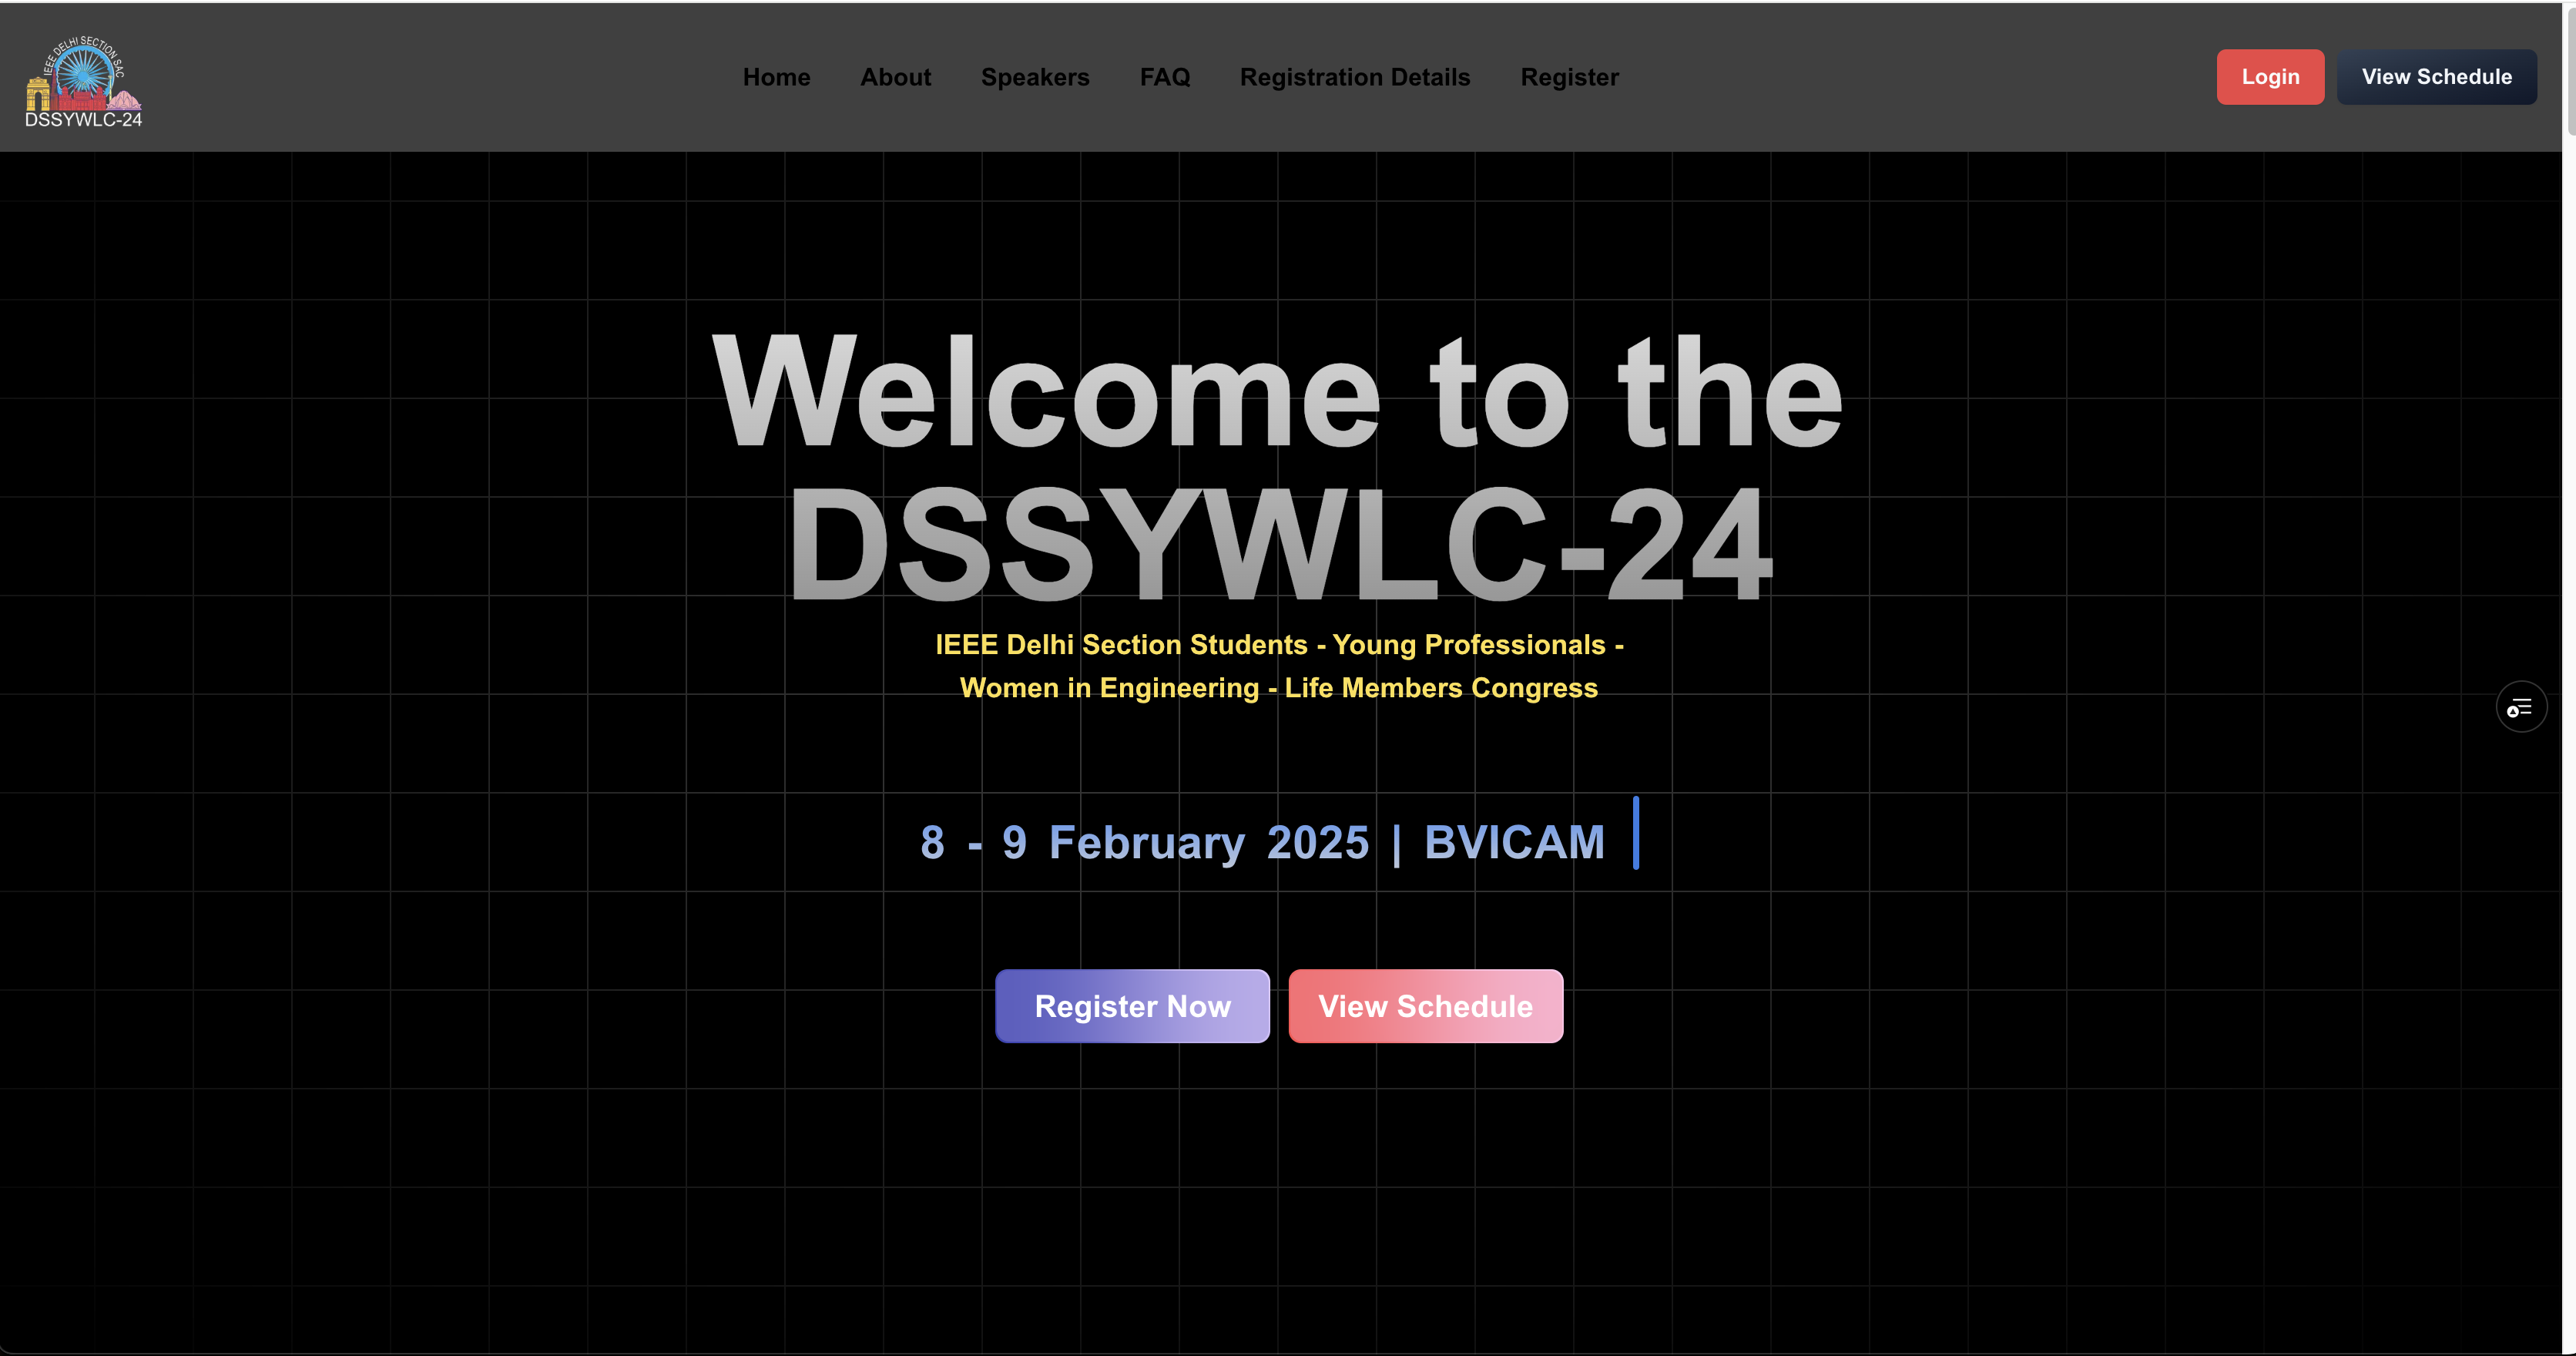 IEEE DELHI SECTION SAC
DSSYWLC-24
Home About Speakers FAQ Registration Details Register
Login View Schedule
Welcome to the
DSSYWLC-24
IEEE Delhi Section Students - Young Professionals -
Women in Engineering - Life Members Congress
8 - 9 February 2025 | BVICAM
Register Now View Schedule